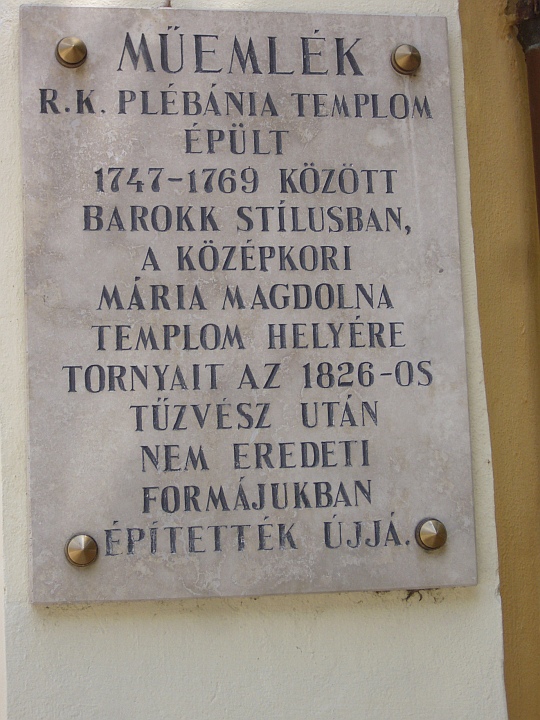 MŰEMLÉK
R.K. PLÉBÁNIA TEMPLOM
ÉPÜLT
1747-1769 KÖZÖTT
BAROKK STÍLUSBAN,
A KÖZÉPKORI
MÁRIA MAGDOLNA
TEMPLOM HELYÉRE
TORNYAIT AZ 1826-OS
TŰZVÉSZ UTÁN
NEM EREDETI
FORMÁJUKBAN
ÉPÍTETTÉK ÚJJÁ.